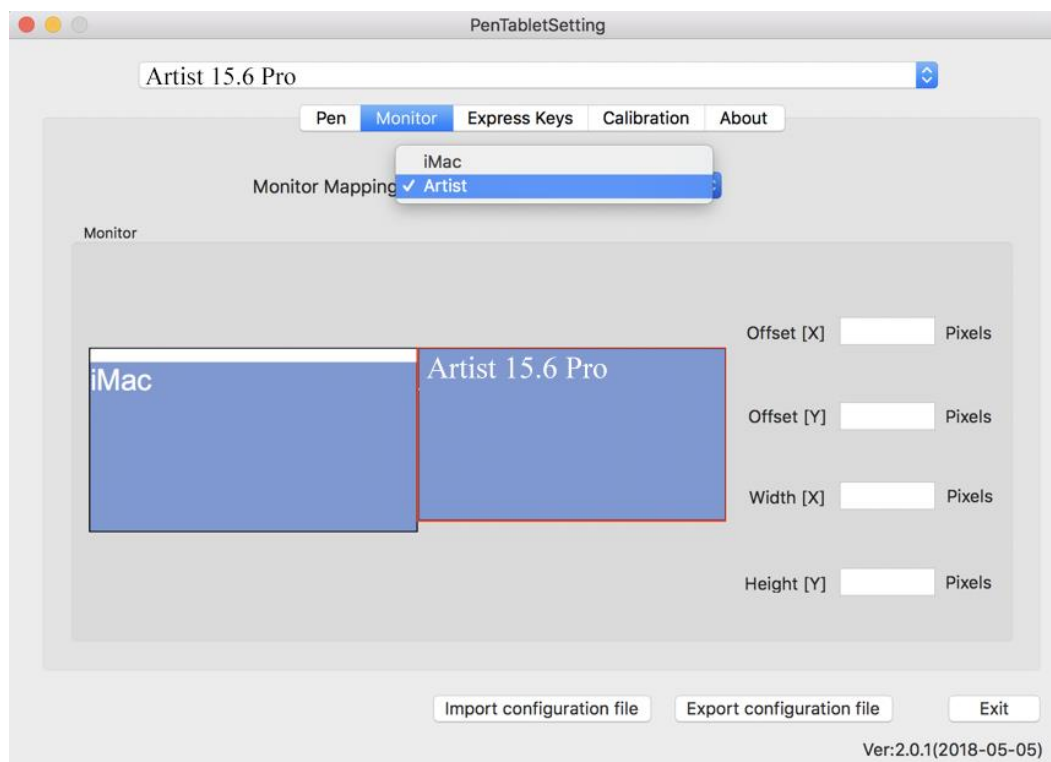 PenTabletSetting
Artist 15.6 Pro
Pen Monitor Express Keys Calibration About
iMac
Monitor Mapping ✓ Artist
Monitor
Offset [X] Pixels
iMac
Artist 15.6 Pro
Offset [Y] Pixels
Width [X] Pixels
Height [Y] Pixels
Import configuration file Export configuration file Exit
Ver:2.0.1(2018-05-05)